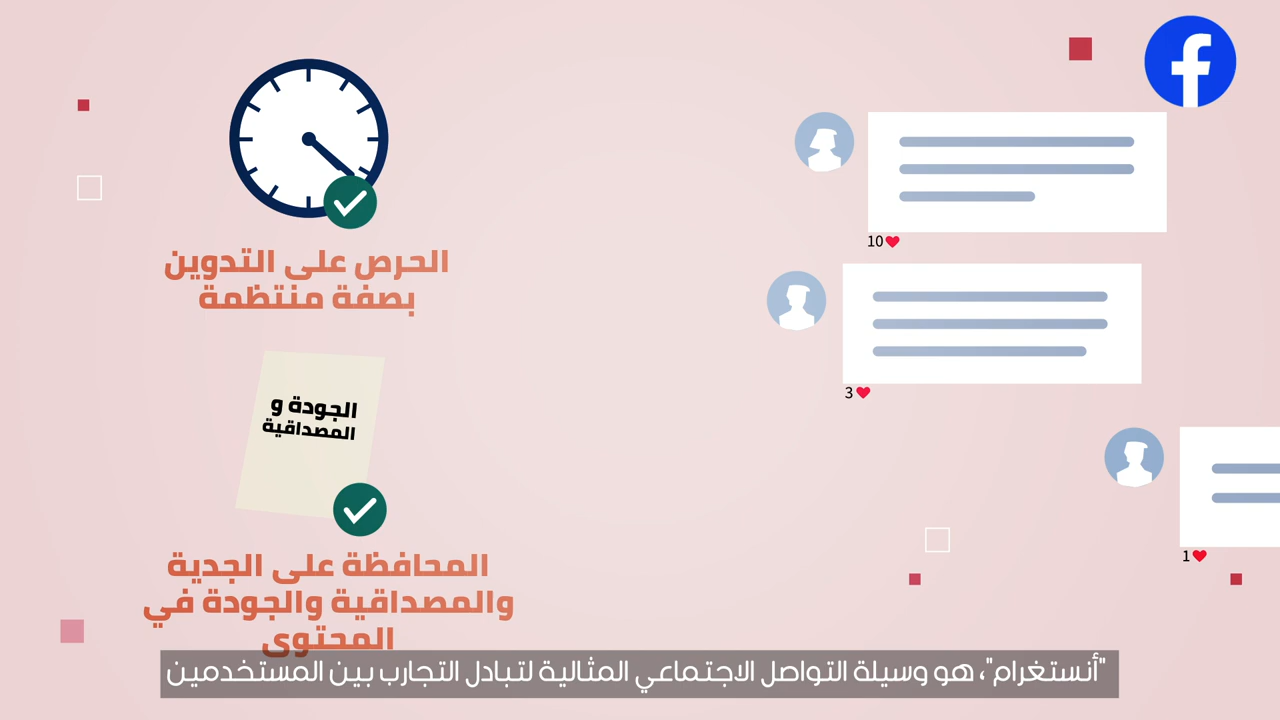 الحرص على التدوين
بصفة منتظمة
الجودة و
المصداقية
المحافظة على الجدية
والمصداقية والجودة في
المحتوى
10
3
1
"أنستغرام"، هو وسيلة التواصل الاجتماعي المثالية لتبادل التجارب بين المستخدمين